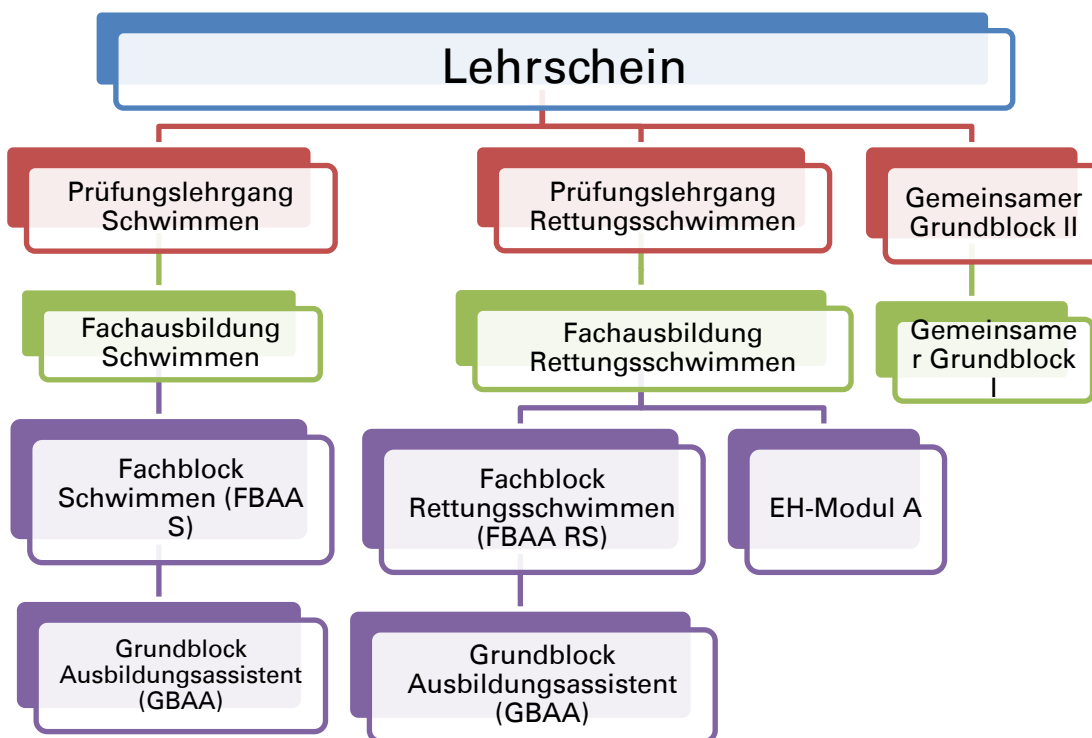 Lehrschein
Prüfungslehrgang
Schwimmen
Prüfungslehrgang
Rettungsschwimmen
Gemeinsamer
Grundblock II
Fachausbildung
Schwimmen
Fachausbildung
Rettungsschwimmen
Gemeinsame
r Grundblock
I
Fachblock
Schwimmen (FBAA
S)
Fachblock
Rettungsschwimmen
(FBAA RS)
EH-Modul A
Grundblock
Ausbildungsassistent
(GBAA)
Grundblock
Ausbildungsassistent
(GBAA)